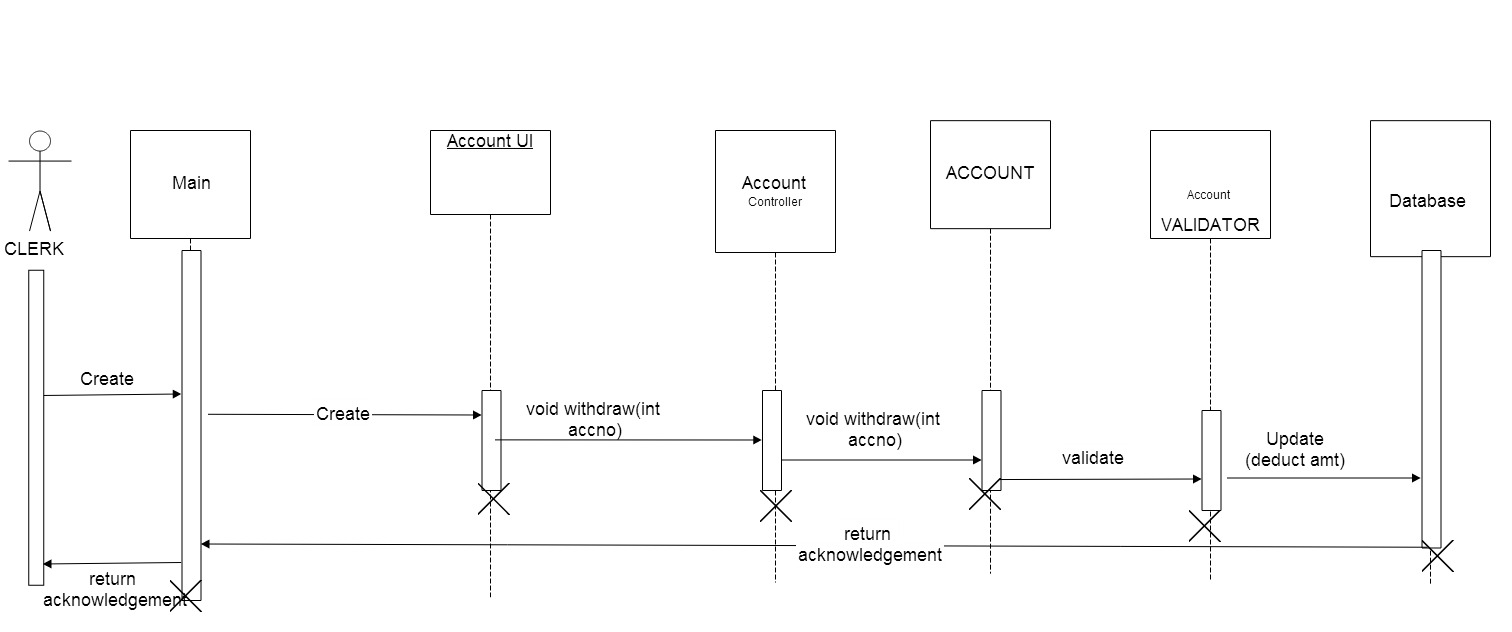 CLERK
Main
Account UI
Account
Controller
ACCOUNT
Account
VALIDATOR
Database
Create
Create
void withdraw(int
accno)
void withdraw(int
accno)
validate
Update
(deduct amt)
return
acknowledgement
return
acknowledgement